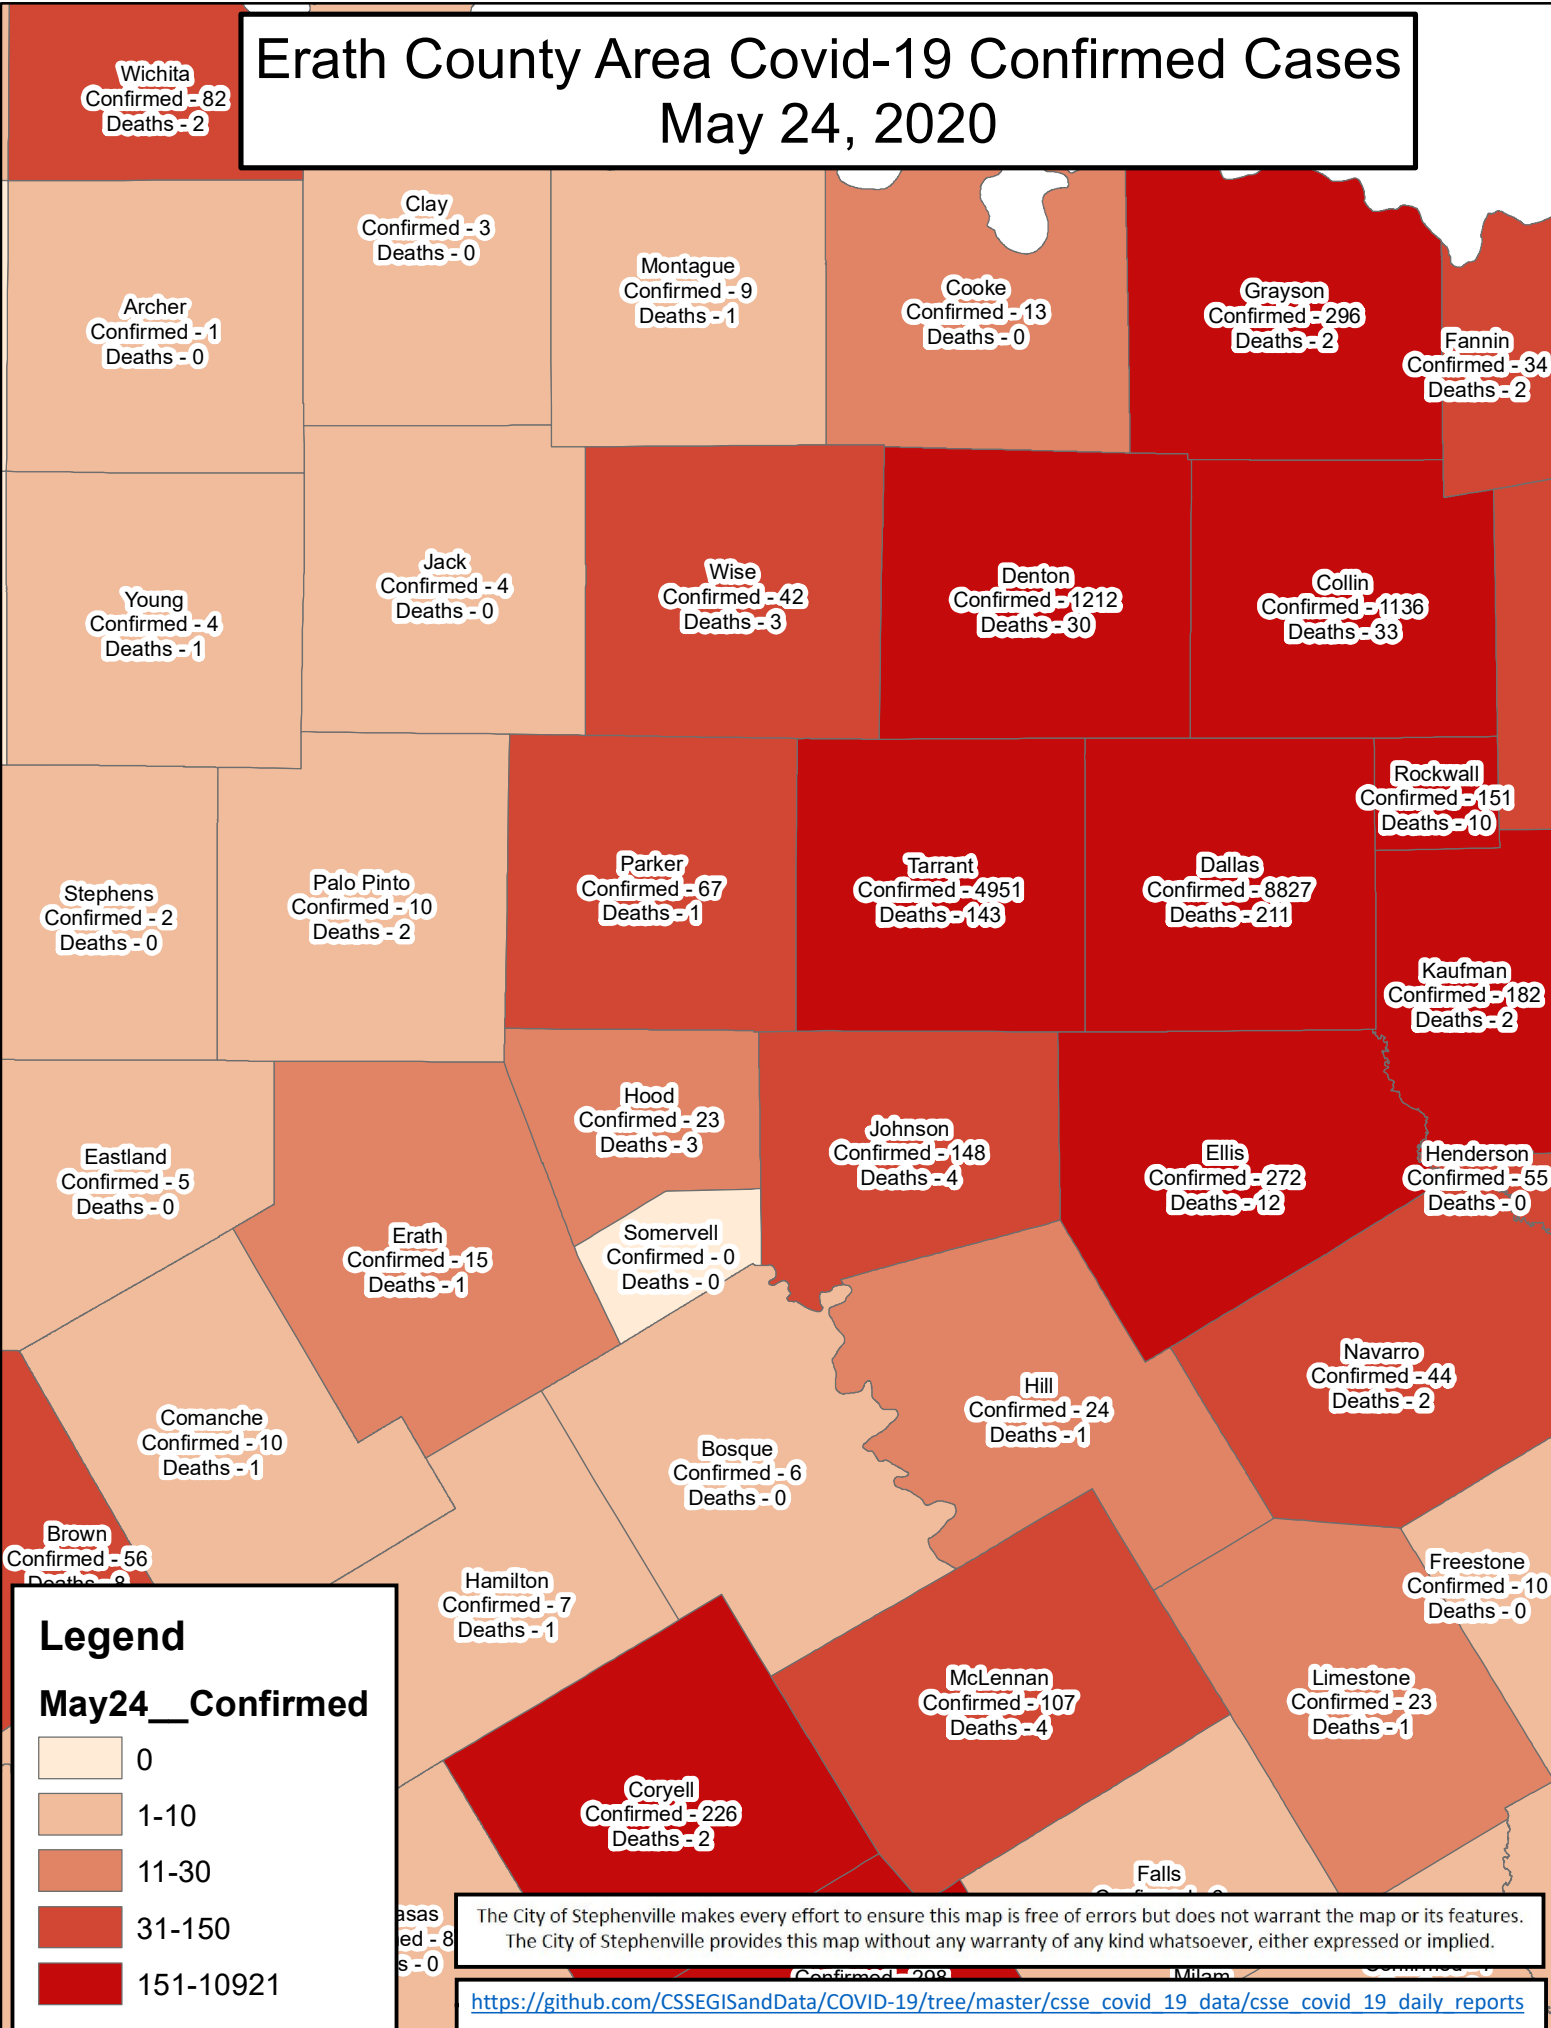 Erath County Area Covid-19 Confirmed Cases
May 24, 2020
Wichita
Confirmed - 82
Deaths - 2
Clay
Confirmed - 3
Deaths - 0
Montague
Confirmed - 9
Deaths - 1
Cooke
Confirmed - 13
Deaths - 0
Grayson
Confirmed - 296
Deaths - 2
Fannin
Confirmed - 34
Deaths - 2
Archer
Confirmed - 1
Deaths - 0
Young
Confirmed - 4
Deaths - 1
Jack
Confirmed - 4
Deaths - 0
Wise
Confirmed - 42
Deaths - 3
Denton
Confirmed - 1212
Deaths - 30
Collin
Confirmed - 1136
Deaths - 33
Rockwall
Confirmed - 151
Deaths - 10
Stephens
Confirmed - 2
Deaths - 0
Palo Pinto
Confirmed - 10
Deaths - 2
Parker
Confirmed - 67
Deaths - 1
Tarrant
Confirmed - 4951
Deaths - 143
Dallas
Confirmed - 8827
Deaths - 211
Kaufman
Confirmed - 182
Deaths - 2
Eastland
Confirmed - 5
Deaths - 0
Erath
Confirmed - 15
Deaths - 1
Hood
Confirmed - 23
Deaths - 3
Somervell
Confirmed - 0
Deaths - 0
Johnson
Confirmed - 148
Deaths - 4
Ellis
Confirmed - 272
Deaths - 12
Henderson
Confirmed - 55
Deaths - 0
Comanche
Confirmed - 10
Deaths - 1
Bosque
Confirmed - 6
Deaths - 0
Hill
Confirmed - 24
Deaths - 1
Navarro
Confirmed - 44
Deaths - 2
Brown
Confirmed - 56
Deaths - 8
Hamilton
Confirmed - 7
Deaths - 1
Freestone
Confirmed - 10
Deaths - 0
McLennan
Confirmed - 107
Deaths - 4
Limestone
Confirmed - 23
Deaths - 1
Coryell
Confirmed - 226
Deaths - 2
Falls
asas
ed - 8
s - 0
Confirmed - 298
Milam
Legend
May24__Confirmed
0
1-10
11-30
31-150
151-10921
The City of Stephenville makes every effort to ensure this map is free of errors but does not warrant the map or its features.
The City of Stephenville provides this map without any warranty of any kind whatsoever, either expressed or implied.
https://github.com/CSSEGISandData/COVID-19/tree/master/csse_covid_19_data/csse_covid_19_daily_reports